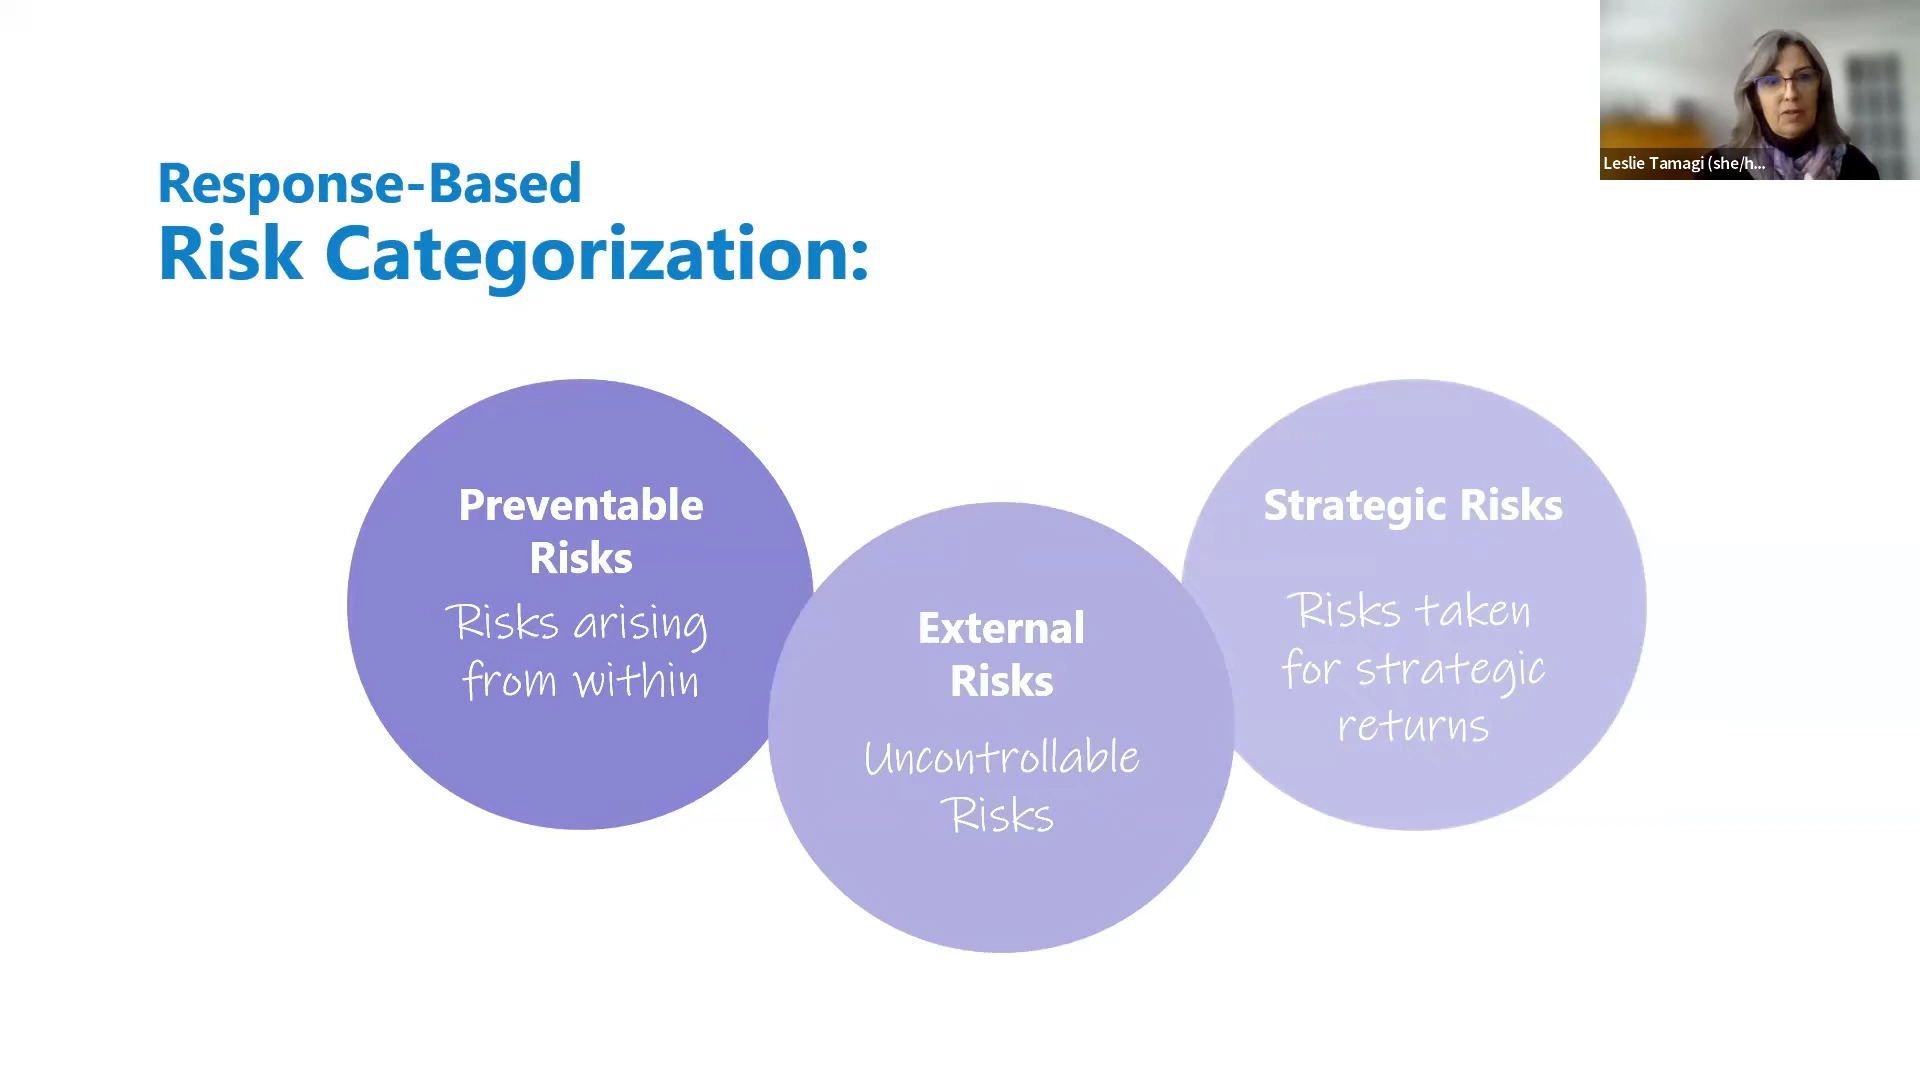 Response-Based
Risk Categorization:
Preventable
Risks
Risks arising
from within
External
Risks
Uncontrollable
Risks
Strategic Risks
Risks taken
for strategic
returns
Leslie Tamagi (she/h...